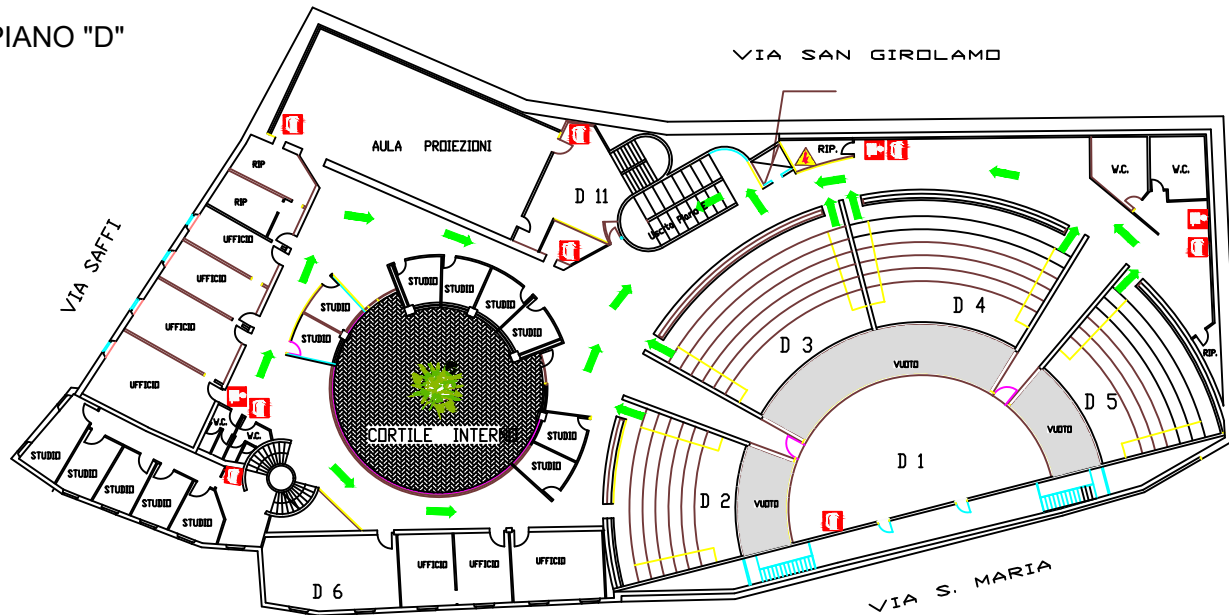 PIANO "D"
VIA SAN GIROLAMO
AULA PROIEZIONI
RIP.
W.C.
W.C.
RIP
RIP
D 11
Uscita Piano E
VIA SAFFI
UFFICIO
UFFICIO
UFFICIO
UFFICIO
STUDIO
STUDIO
STUDIO
STUDIO
STUDIO
STUDIO
D 3
D 4
VUOTO
D 5
RIP.
VUOTO
CORTILE INTERNO
STUDIO
STUDIO
W.C.
W.C.
STUDIO
STUDIO
STUDIO
STUDIO
STUDIO
D 1
D 2
VUOTO
UFFICIO
UFFICIO
UFFICIO
D 6
VIA S. MARIA